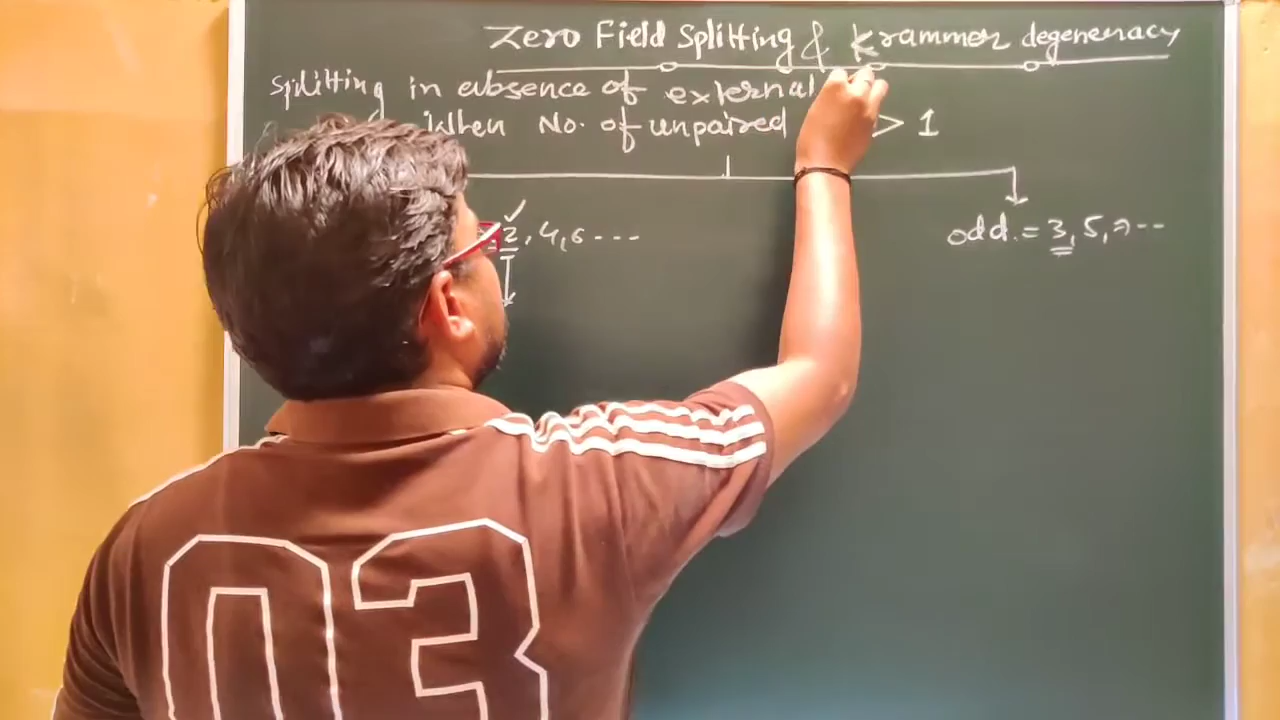 Zero Field Splitting & Krammer degeneracy
Splitting in absence of external
When No. of unpaired > 1
= 2, 4, 6 ---
odd. = 3, 5, 7 --
03